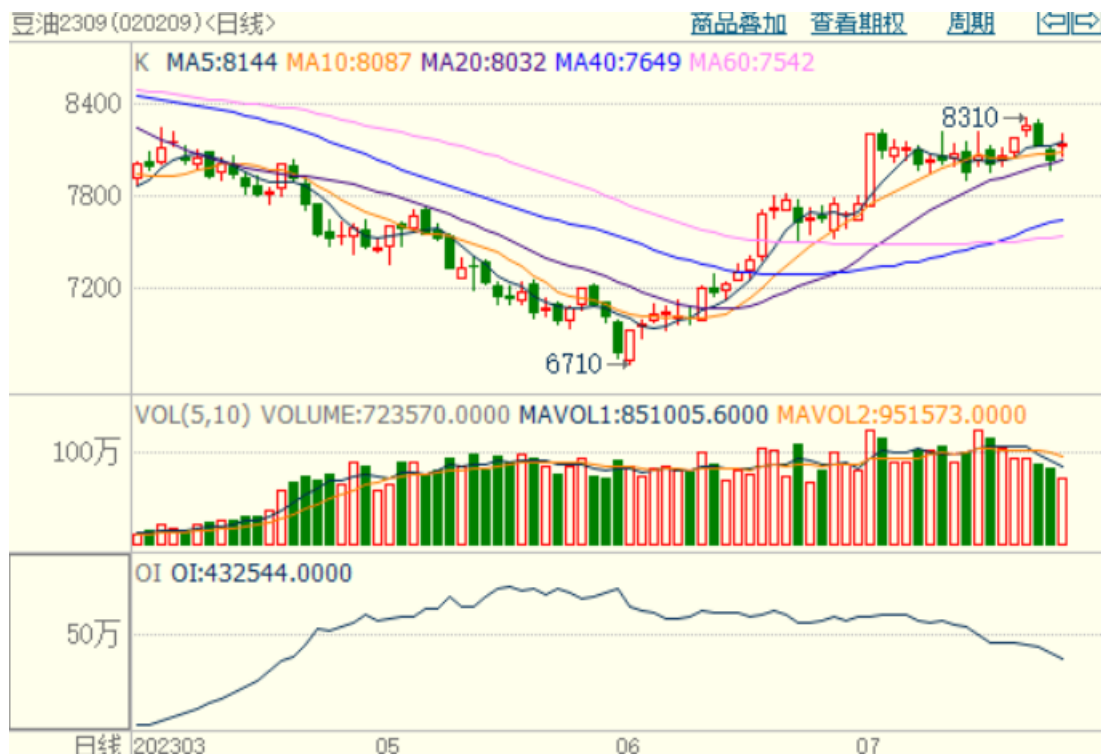 豆油2309(020209)<日线> 商品叠加 查看期权 周期
K MA5:8144 MA10:8087 MA20:8032 MA40:7649 MA60:7542
8400
8310
7800
7200
6710
VOL(5,10) VOLUME:723570.0000 MAVOL1:851005.6000 MAVOL2:951573.0000
100万
OI OI:432544.0000
50万
日线 202303 05 06 07